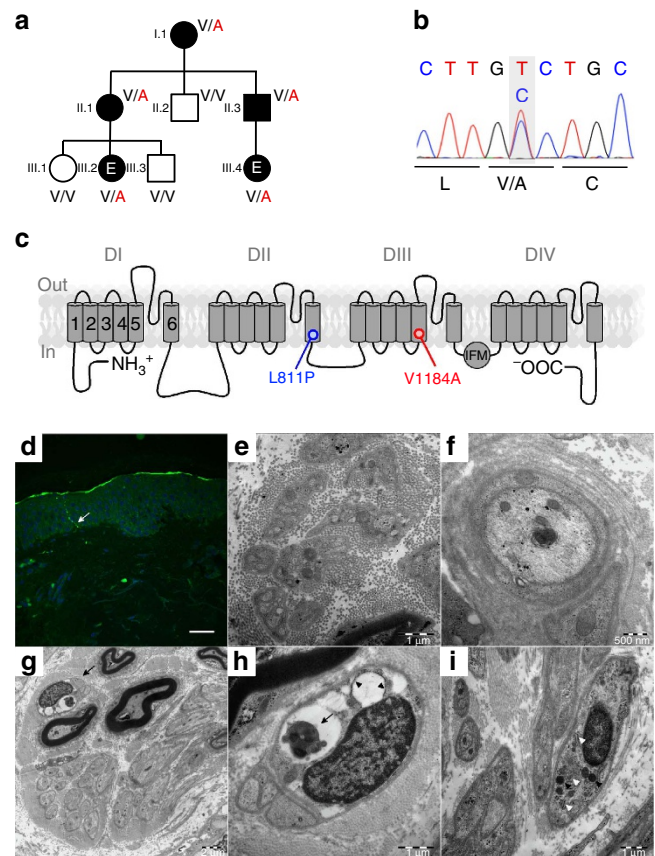 a
I.1
V/A
II.1
V/A
II.2
V/V
II.3
V/A
III.1
III.2
E
III.3
III.4
E
V/V
V/A
V/V
V/A
b
C T T G T C T G C
C
L V/A C
c
DI DII DIII DIV
Out
1 2 3 4 5 6
In
NH3+
L811P
V1184A
IFM
−OOC
d
e
1 µm
f
500 nm
g
h
1 µm
i
1 µm